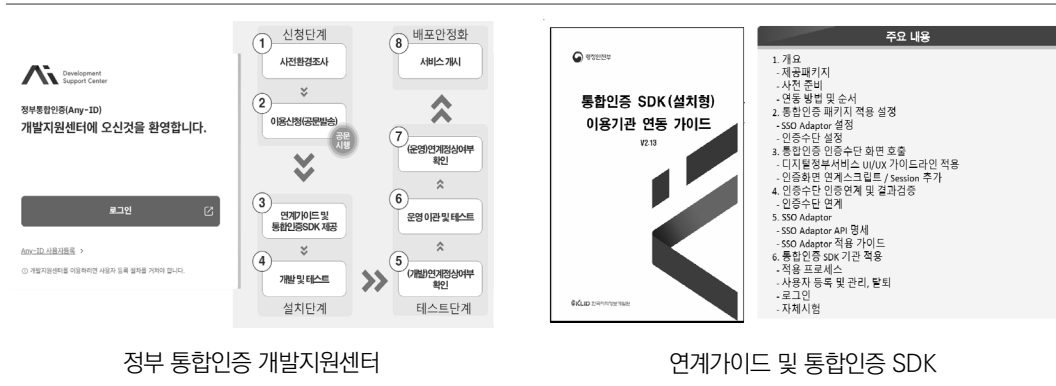 Development
Support Center
정부통합인증(Any-ID)
개발지원센터에 오신것을 환영합니다.
로그인
Any-ID 사용자등록 >
ⓘ 개발지원센터를 이용하려면 사용자 등록 절차를 거쳐야 합니다.
신청단계
1
사전환경조사
2
이용신청(공문발송)
공문
시행
3
연계가이드 및
통합인증SDK 제공
4
개발 및 테스트
설치단계
배포안정화
8
서비스 개시
7
(운영)연계정상여부
확인
6
운영 이관 및 테스트
5
(개발)연계정상여부
확인
테스트단계
정부 통합인증 개발지원센터
행정안전부
통합인증 SDK(설치형)
이용기관 연동 가이드
V2.13
KLID 한국지역정보개발원
주요 내용
1. 개요
- 제공패키지
- 사전 준비
- 연동 방법 및 순서
2. 통합인증 패키지 적용 설정
- SSO Adaptor 설정
- 인증수단 설정
3. 통합인증 인증수단 화면 호출
- 디지털정부서비스 UI/UX 가이드라인 적용
- 인증화면 연계스크립트 / Session 추가
4. 인증수단 인증연계 및 결과검증
- 인증수단 연계
5. SSO Adaptor
- SSO Adaptor API 명세
- SSO Adaptor 적용 가이드
6. 통합인증 SDK 기관 적용
- 적용 프로세스
- 사용자 등록 및 관리, 탈퇴
- 로그인
- 자체시험
연계가이드 및 통합인증 SDK